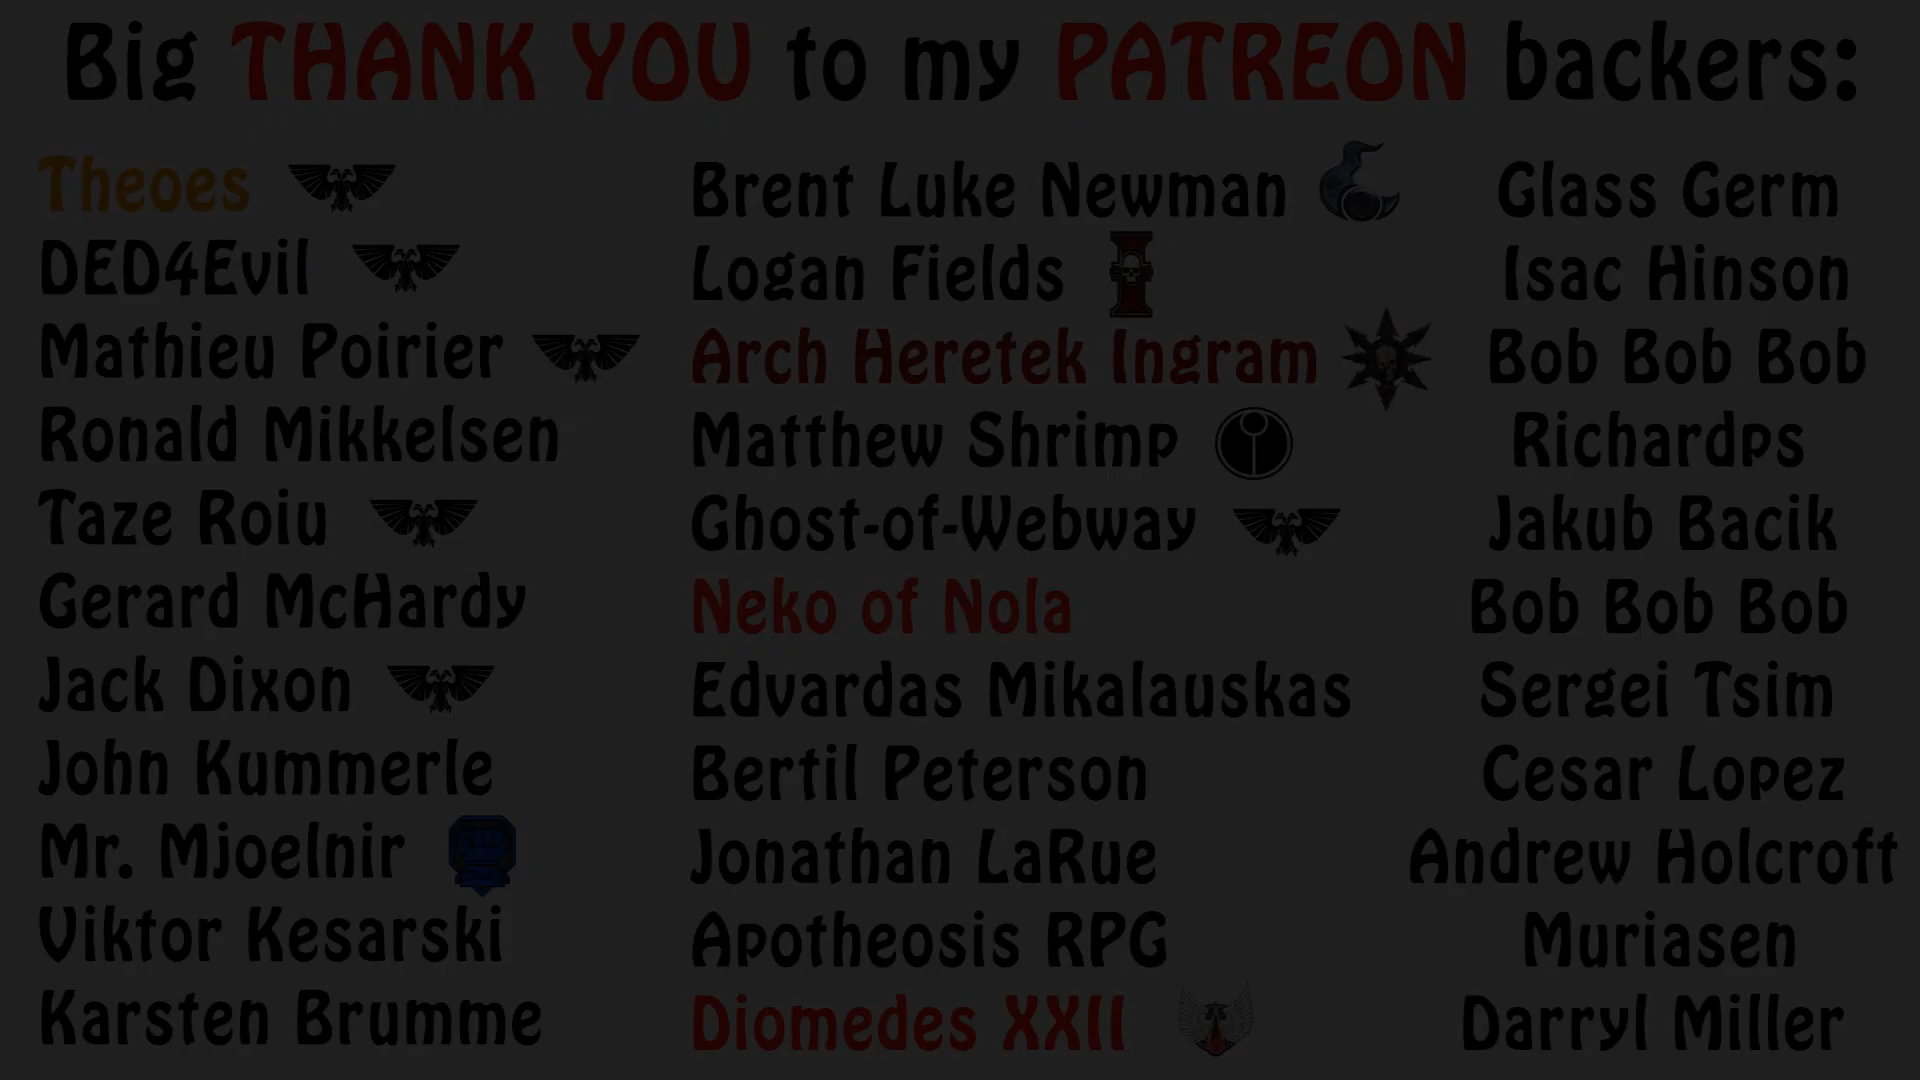 Big THANK YOU to my PATREON backers:
Theoes
DED4Evil
Mathieu Poirier
Ronald Mikkelsen
Taze Roiu
Gerard McHardy
Jack Dixon
John Kummerle
Mr. Mjoelnir
Viktor Kesarski
Karsten Brumme
Brent Luke Newman
Logan Fields
Arch Heretek Ingram
Matthew Shrimp
Ghost-of-Webway
Neko of Nola
Edvardas Mikalauskas
Bertil Peterson
Jonathan LaRue
Apotheosis RPG
Diomedes XXII
Glass Germ
Isac Hinson
Bob Bob Bob
Richardps
Jakub Bacik
Bob Bob Bob
Sergei Tsim
Cesar Lopez
Andrew Holcroft
Muriasen
Darryl Miller